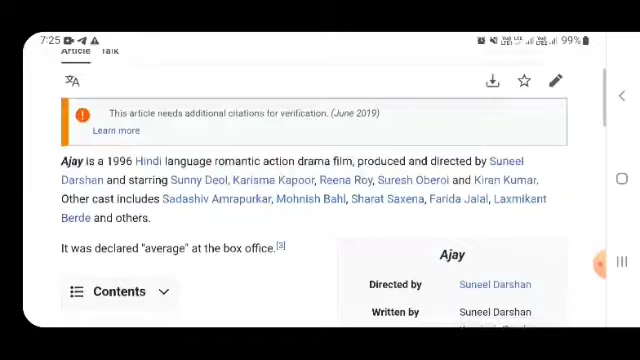 7:25
99%
Article Talk
This article needs additional citations for verification. (June 2019)
Learn more
Ajay is a 1996 Hindi language romantic action drama film, produced and directed by Suneel
Darshan and starring Sunny Deol, Karisma Kapoor, Reena Roy, Suresh Oberoi and Kiran Kumar.
Other cast includes Sadashiv Amrapurkar, Mohnish Bahl, Sharat Saxena, Farida Jalal, Laxmikant
Berde and others.
It was declared "average" at the box office.[3]
Ajay
Contents
Directed by Suneel Darshan
Written by Suneel Darshan